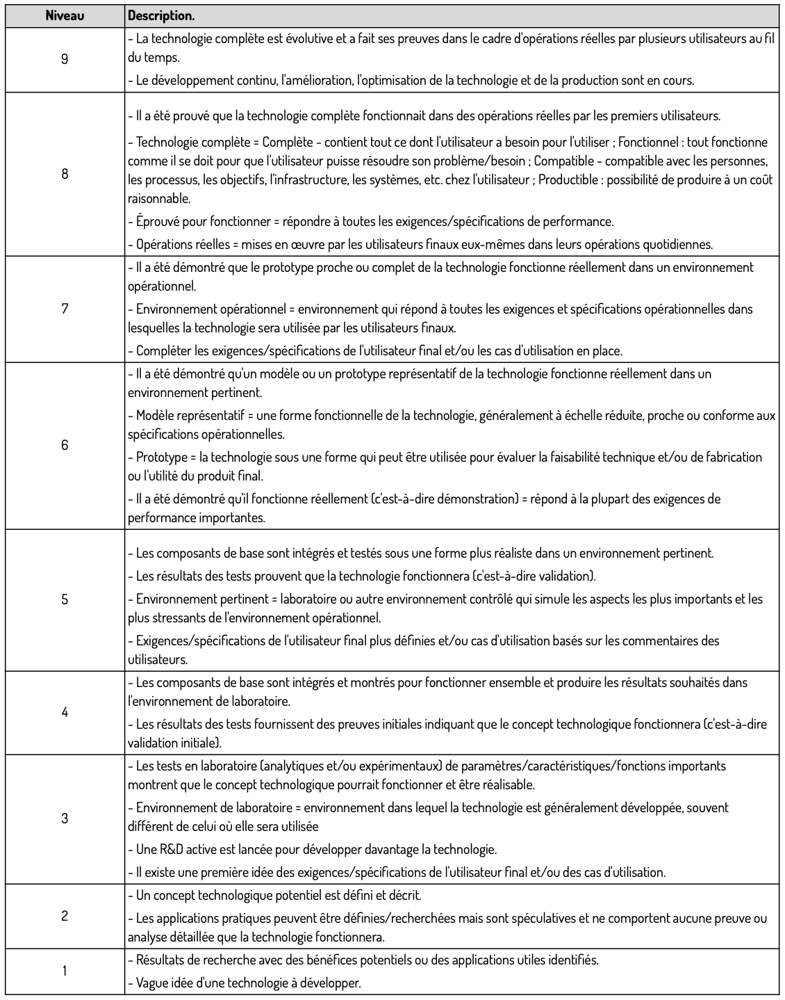 Niveau
Description.
9
- La technologie complète est évolutive et a fait ses preuves dans le cadre d'opérations réelles par plusieurs utilisateurs au fil
du temps.
- Le développement continu, l'amélioration, l'optimisation de la technologie et de la production sont en cours.
8
- Il a été prouvé que la technologie complète fonctionnait dans des opérations réelles par les premiers utilisateurs.
- Technologie complète = Complète - contient tout ce dont l'utilisateur a besoin pour l'utiliser ; Fonctionnel : tout fonctionne
comme il se doit pour que l'utilisateur puisse résoudre son problème/besoin ; Compatible - compatible avec les personnes,
les processus, les objectifs, l'infrastructure, les systèmes, etc. chez l'utilisateur ; Productible : possibilité de produire à un coût
raisonnable.
- Éprouvé pour fonctionner = répondre à toutes les exigences/spécifications de performance.
- Opérations réelles = mises en œuvre par les utilisateurs finaux eux-mêmes dans leurs opérations quotidiennes.
7
- Il a été démontré que le prototype proche ou complet de la technologie fonctionne réellement dans un environnement
opérationnel.
- Environnement opérationnel = environnement qui répond à toutes les exigences et spécifications opérationnelles dans
lesquelles la technologie sera utilisée par les utilisateurs finaux.
- Compléter les exigences/spécifications de l'utilisateur final et/ou les cas d'utilisation en place.
6
- Il a été démontré qu'un modèle ou un prototype représentatif de la technologie fonctionne réellement dans un
environnement pertinent.
- Modèle représentatif = une forme fonctionnelle de la technologie, généralement à échelle réduite, proche ou conforme aux
spécifications opérationnelles.
- Prototype = la technologie sous une forme qui peut être utilisée pour évaluer la faisabilité technique et/ou de fabrication
ou l'utilité du produit final.
- Il a été démontré qu'il fonctionne réellement (c'est-à-dire démonstration) = répond à la plupart des exigences de
performance importantes.
5
- Les composants de base sont intégrés et testés sous une forme plus réaliste dans un environnement pertinent.
- Les résultats des tests prouvent que la technologie fonctionnera (c'est-à-dire validation).
- Environnement pertinent = laboratoire ou autre environnement contrôlé qui simule les aspects les plus importants et les
plus stressants de l'environnement opérationnel.
- Exigences/spécifications de l'utilisateur final plus définies et/ou cas d'utilisation basés sur les commentaires des
utilisateurs.
4
- Les composants de base sont intégrés et montrés pour fonctionner ensemble et produire les résultats souhaités dans
l'environnement de laboratoire.
- Les résultats des tests fournissent des preuves initiales indiquant que le concept technologique fonctionnera (c'est-à-dire
validation initiale).
3
- Les tests en laboratoire (analytiques et/ou expérimentaux) de paramètres/caractéristiques/fonctions importants
montrent que le concept technologique pourrait fonctionner et être réalisable.
- Environnement de laboratoire = environnement dans lequel la technologie est généralement développée, souvent
différent de celui où elle sera utilisée
- Une R&D active est lancée pour développer davantage la technologie.
- Il existe une première idée des exigences/spécifications de l'utilisateur final et/ou des cas d'utilisation.
2
- Un concept technologique potentiel est défini et décrit.
- Les applications pratiques peuvent être définies/recherchées mais sont spéculatives et ne comportent aucune preuve ou
analyse détaillée que la technologie fonctionnera.
1
- Résultats de recherche avec des bénéfices potentiels ou des applications utiles identifiés.
- Vague idée d'une technologie à développer.